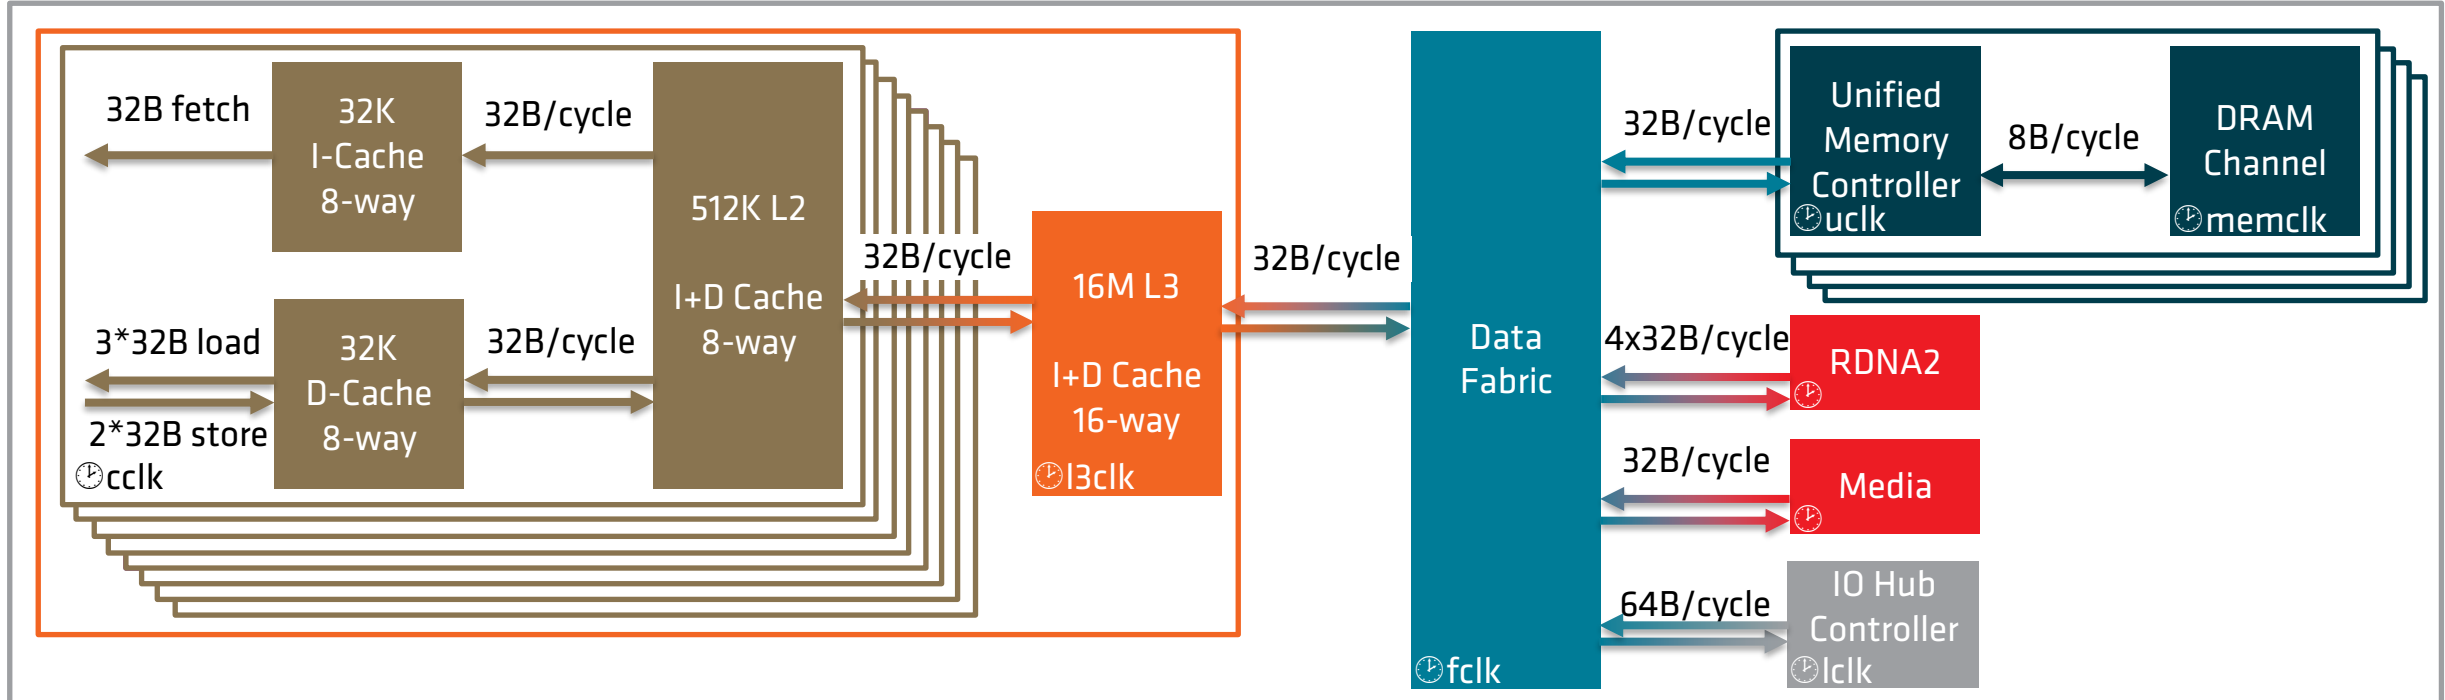 32B fetch
32K
I-Cache
8-way
32B/cycle
3*32B load
2*32B store
cclk
32K
D-Cache
8-way
32B/cycle
512K L2
I+D Cache
8-way
32B/cycle
16M L3
I+D Cache
16-way
l3clk
32B/cycle
Data
Fabric
fclk
32B/cycle
Unified
Memory
Controller
uclk
8B/cycle
DRAM
Channel
memclk
4x32B/cycle
RDNA2
32B/cycle
Media
64B/cycle
IO Hub
Controller
lclk